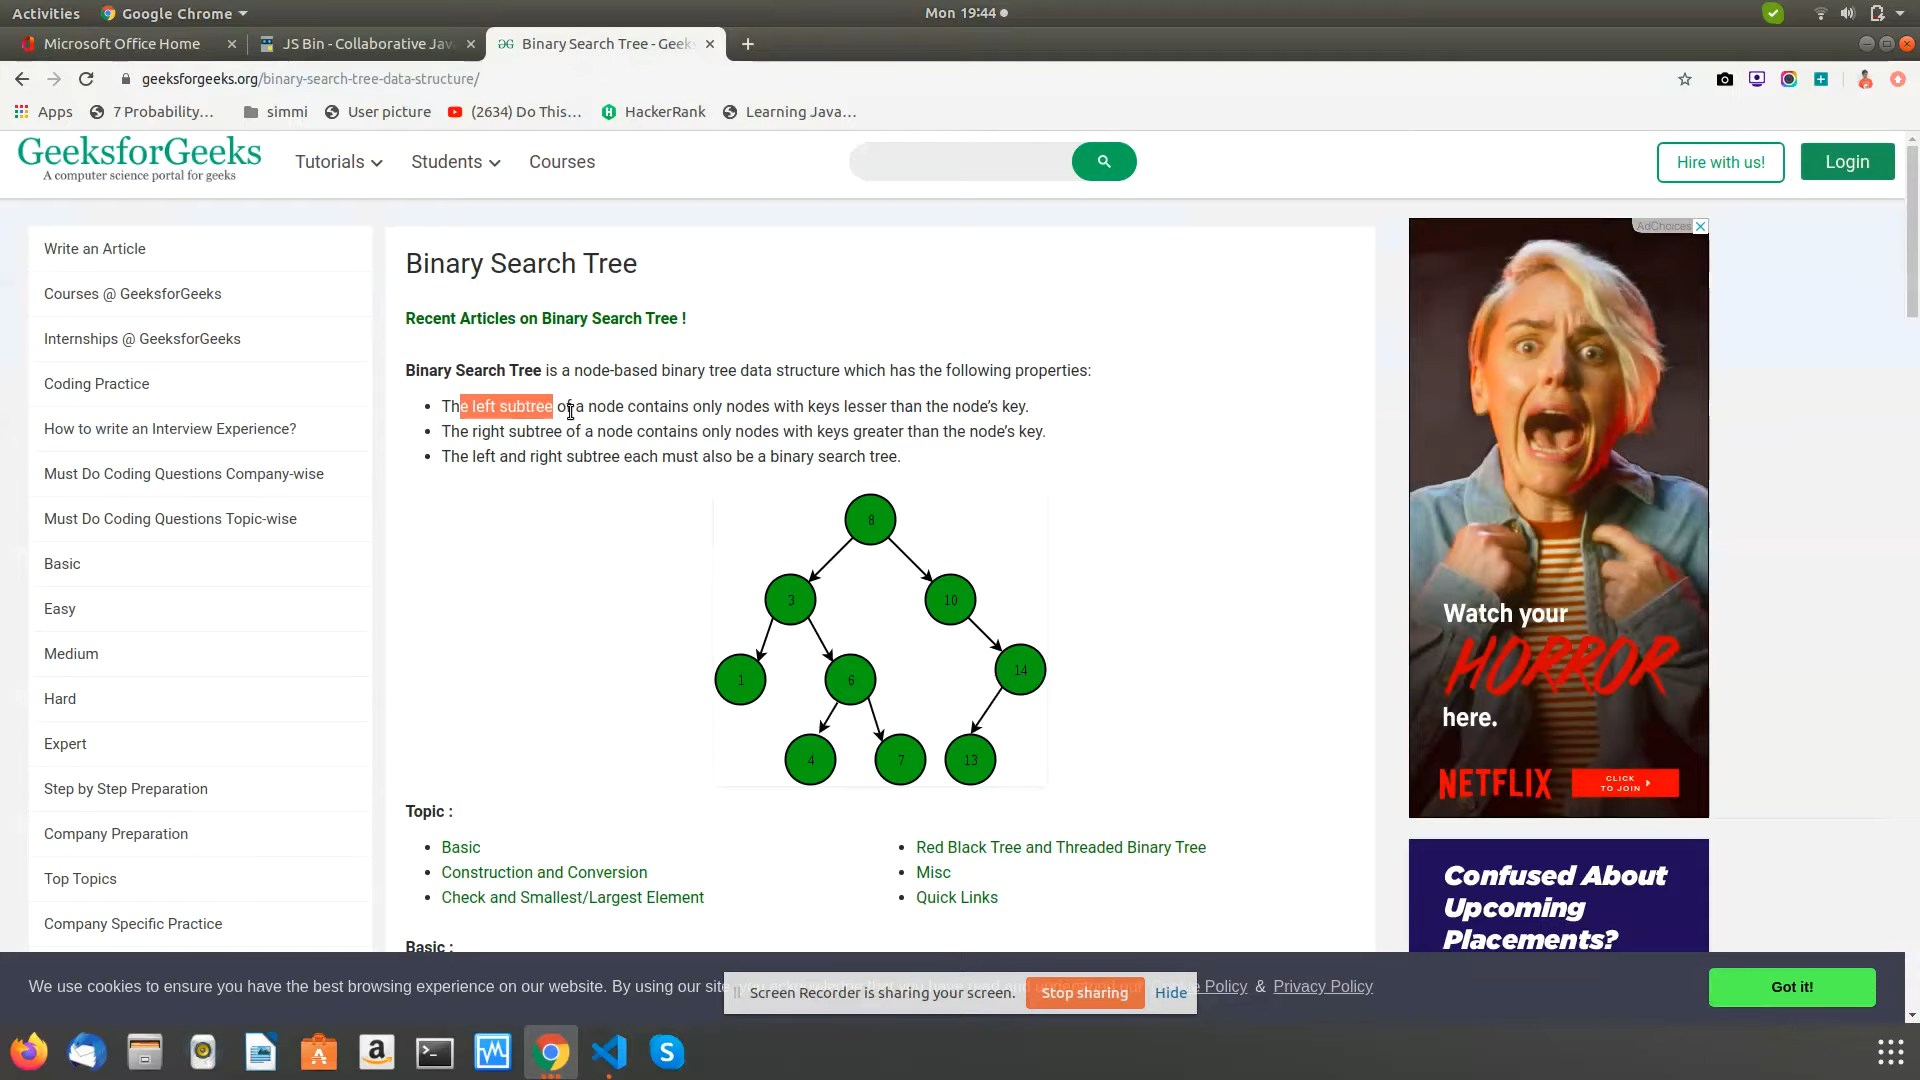 Activities
Google Chrome
Mon 19:44
Microsoft Office Home
JS Bin - Collaborative Jav
Binary Search Tree - Geeks
geeksforgeeks.org/binary-search-tree-data-structure/
Apps
7 Probability…
simmi
User picture
(2634) Do This…
HackerRank
Learning Java…
GeeksforGeeks
A computer science portal for geeks
Tutorials
Students
Courses
Hire with us!
Login
Write an Article
Courses @ GeeksforGeeks
Internships @ GeeksforGeeks
Coding Practice
How to write an Interview Experience?
Must Do Coding Questions Company-wise
Must Do Coding Questions Topic-wise
Basic
Easy
Medium
Hard
Expert
Step by Step Preparation
Company Preparation
Top Topics
Company Specific Practice
Binary Search Tree
Recent Articles on Binary Search Tree !
Binary Search Tree is a node-based binary tree data structure which has the following properties:
The left subtree of a node contains only nodes with keys lesser than the node’s key.
The right subtree of a node contains only nodes with keys greater than the node’s key.
The left and right subtree each must also be a binary search tree.
8
3
10
1
6
14
4
7
13
Topic :
Basic
Construction and Conversion
Check and Smallest/Largest Element
Red Black Tree and Threaded Binary Tree
Misc
Quick Links
Basic :
AdChoices
Watch your
HORROR
here.
NETFLIX
CLICK
TO JOIN
Confused About
Upcoming
Placements?
We use cookies to ensure you have the best browsing experience on our website. By using our site
Policy & Privacy Policy
Got it!
Screen Recorder is sharing your screen.
Stop sharing
Hide